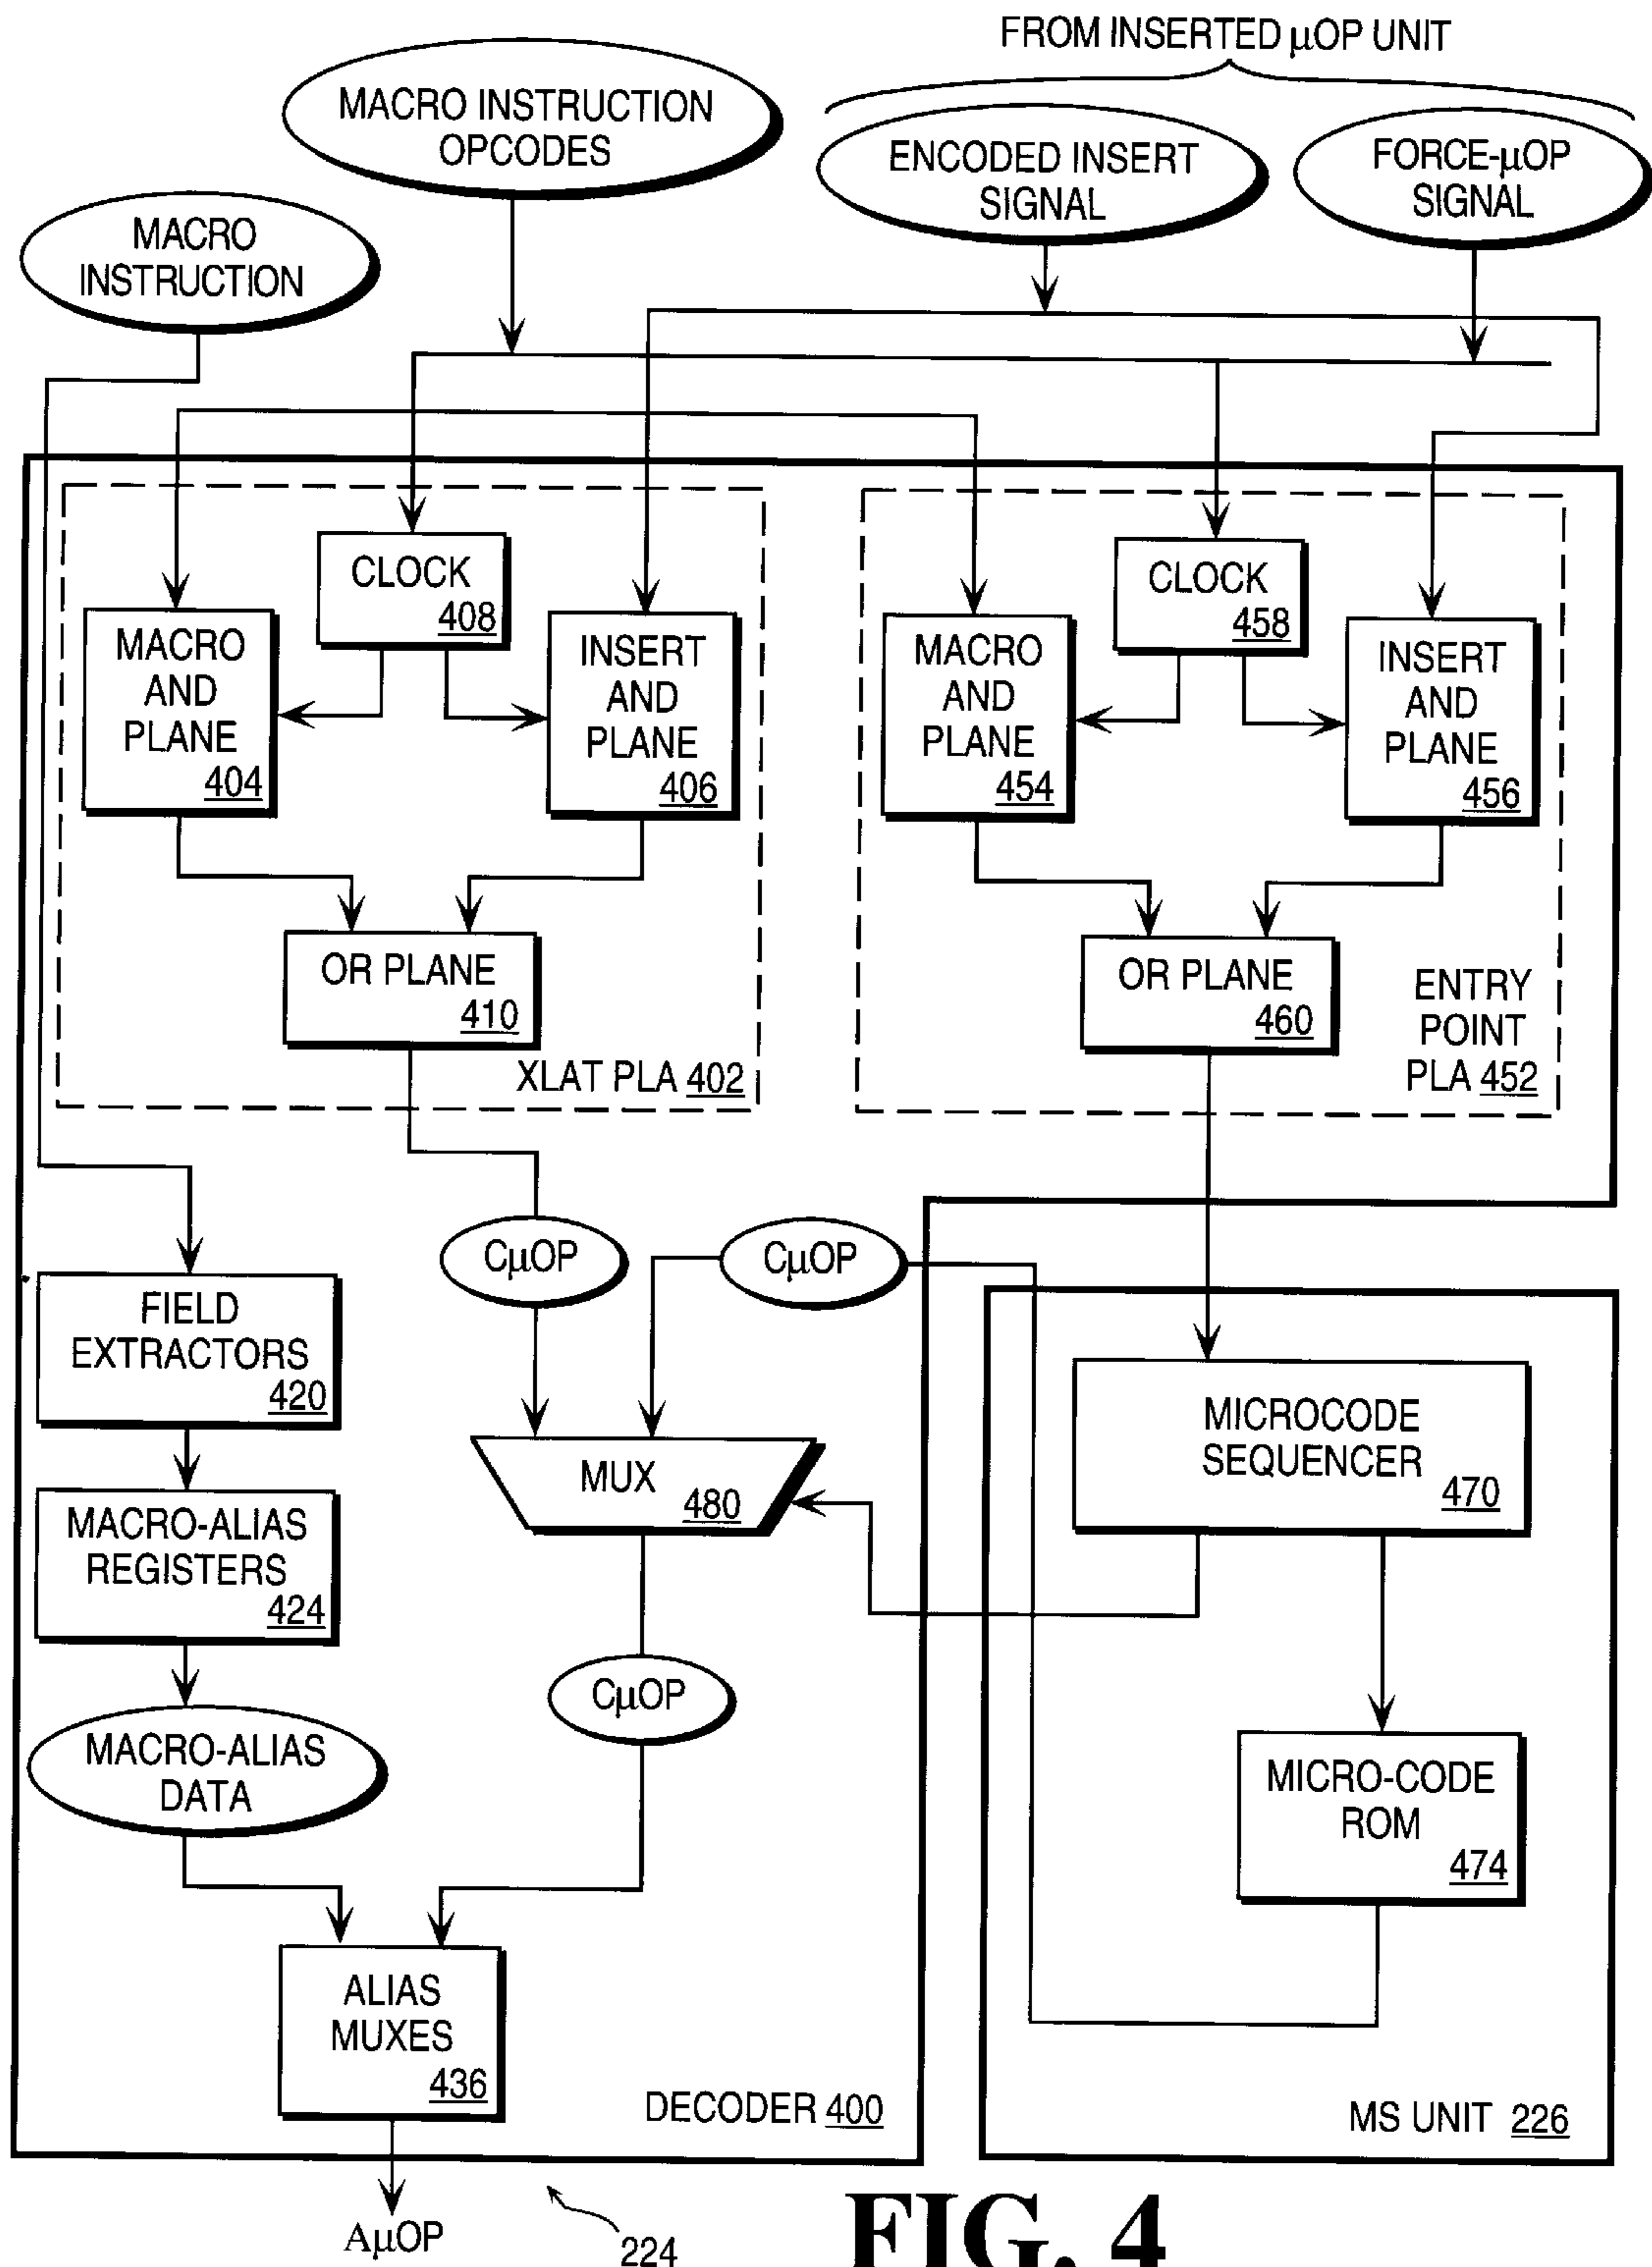 FROM INSERTED µOP UNIT
MACRO INSTRUCTION
OPCODES
ENCODED INSERT
SIGNAL
FORCE-µOP
SIGNAL
MACRO
INSTRUCTION
CLOCK
408
MACRO
AND
PLANE
404
INSERT
AND
PLANE
406
OR PLANE
410
XLAT PLA 402
CLOCK
458
MACRO
AND
PLANE
454
INSERT
AND
PLANE
456
OR PLANE
460
ENTRY
POINT
PLA 452
CµOP
CµOP
FIELD
EXTRACTORS
420
MUX
480
MICROCODE
SEQUENCER
470
MACRO-ALIAS
REGISTERS
424
CµOP
MACRO-ALIAS
DATA
MICRO-CODE
ROM
474
ALIAS
MUXES
436
DECODER 400
MS UNIT 226
AµOP
224
FIG. 4